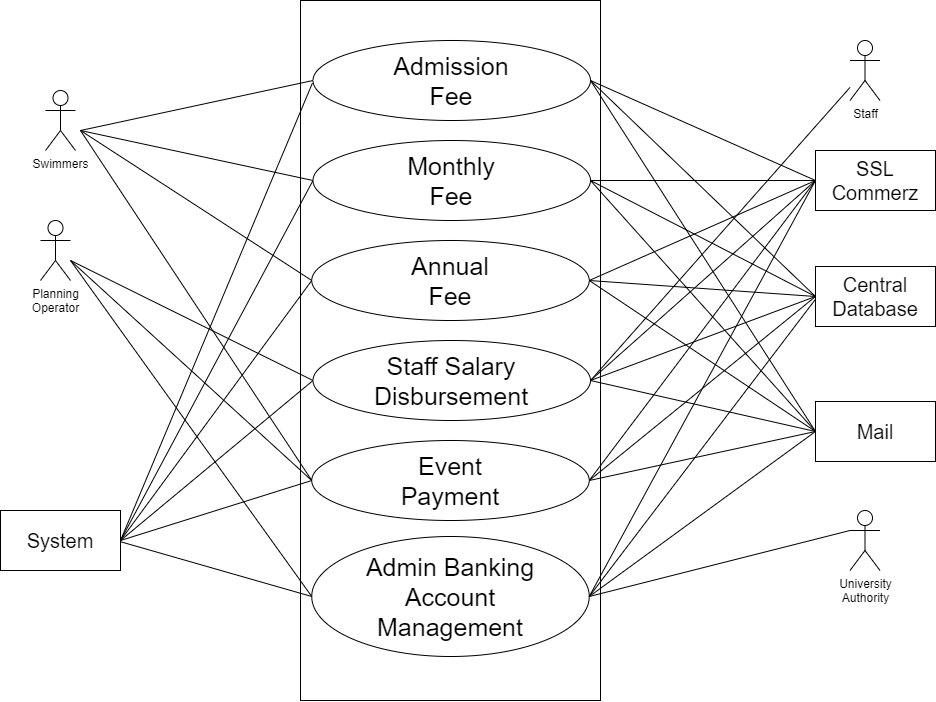 Admission
Fee
Monthly
Fee
Annual
Fee
Staff Salary
Disbursement
Event
Payment
Admin Banking
Account
Management
Swimmers
Planning
Operator
System
Staff
SSL
Commerz
Central
Database
Mail
University
Authority